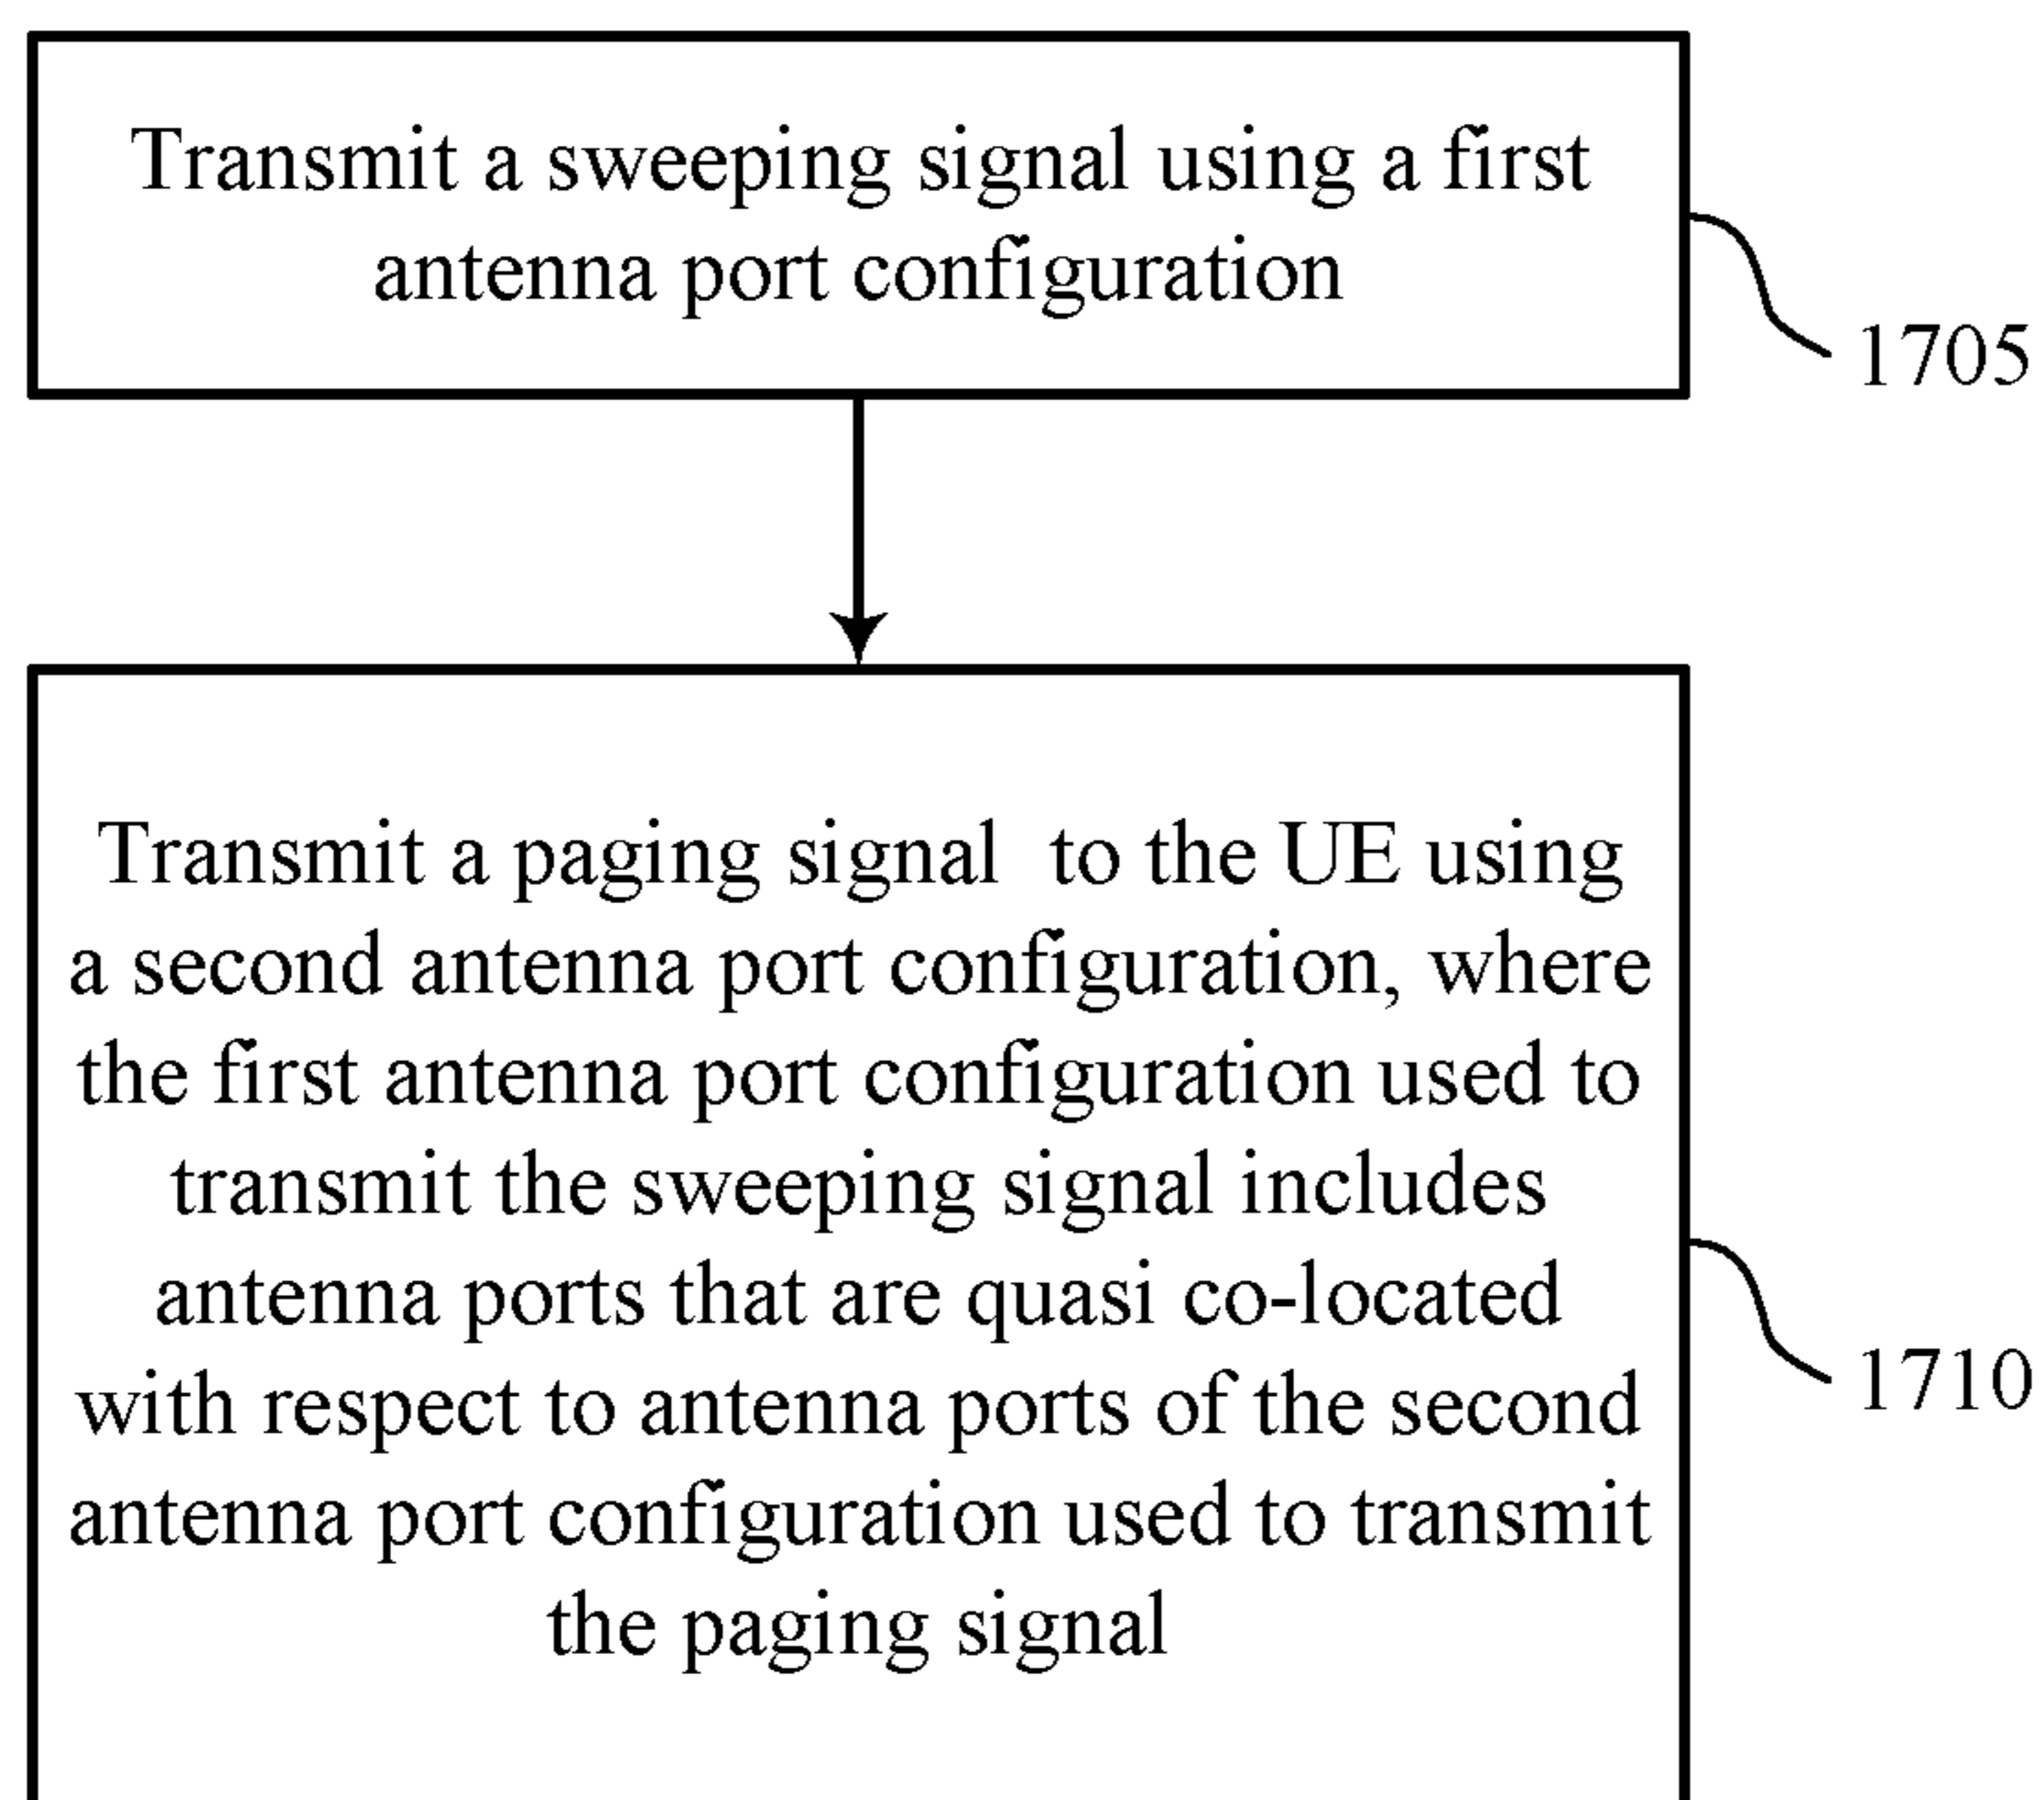 Transmit a sweeping signal using a first
antenna port configuration
1705
Transmit a paging signal to the UE using
a second antenna port configuration, where
the first antenna port configuration used to
transmit the sweeping signal includes
antenna ports that are quasi co-located
with respect to antenna ports of the second
antenna port configuration used to transmit
the paging signal
1710